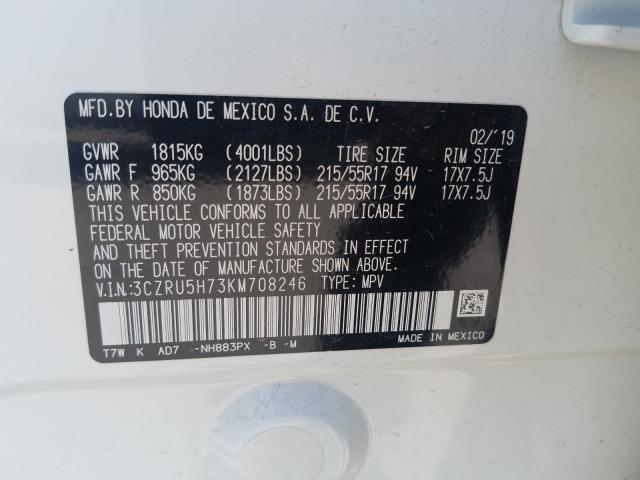 MFD.BY HONDA DE MEXICO S.A. DE C.V.
02/'19
GVWR 1815KG (4001LBS) TIRE SIZE RIM SIZE
GAWR F 965KG (2127LBS) 215/55R17 94V 17X7.5J
GAWR R 850KG (1873LBS) 215/55R17 94V 17X7.5J
THIS VEHICLE CONFORMS TO ALL APPLICABLE
FEDERAL MOTOR VEHICLE SAFETY
AND THEFT PREVENTION STANDARDS IN EFFECT
ON THE DATE OF MANUFACTURE SHOWN ABOVE.
V.I.N.:3CZRU5H73KM708246 TYPE: MPV
T7W K AD7 -NH883PX -B -M MADE IN MEXICO